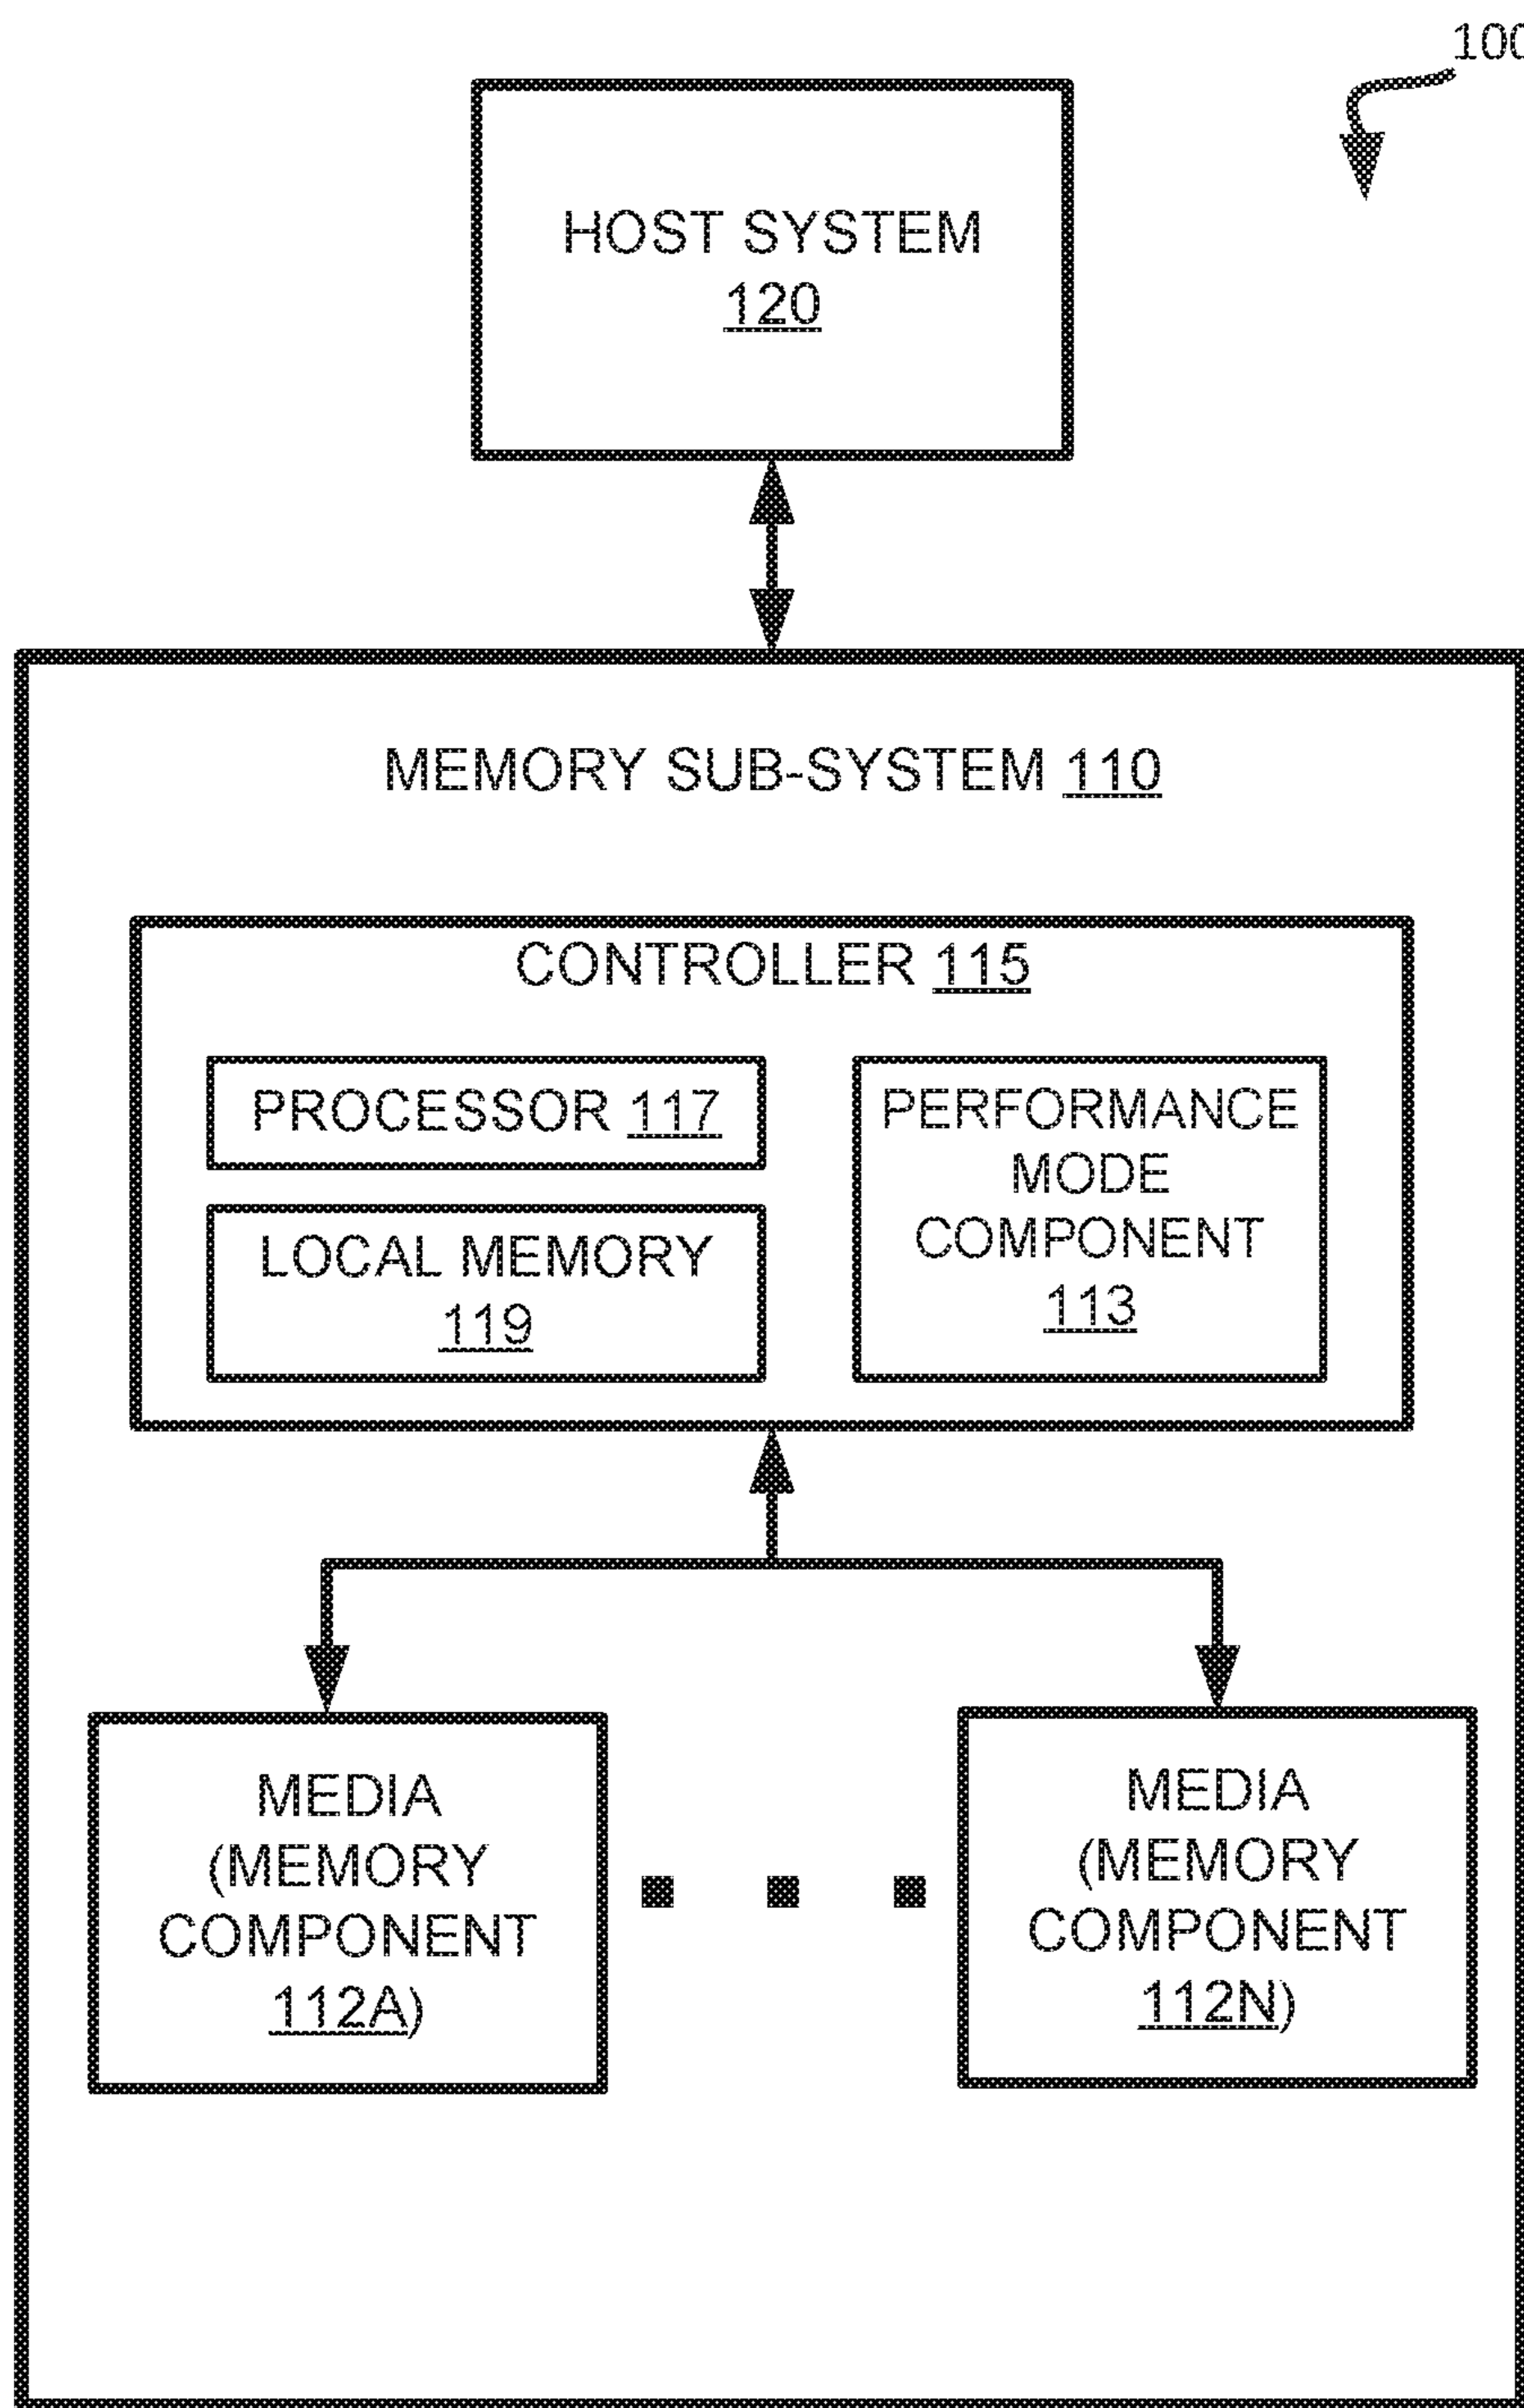 100
HOST SYSTEM
120
MEMORY SUB-SYSTEM 110
CONTROLLER 115
PROCESSOR 117
LOCAL MEMORY
119
PERFORMANCE
MODE
COMPONENT
113
MEDIA
(MEMORY
COMPONENT
112A)
MEDIA
(MEMORY
COMPONENT
112N)